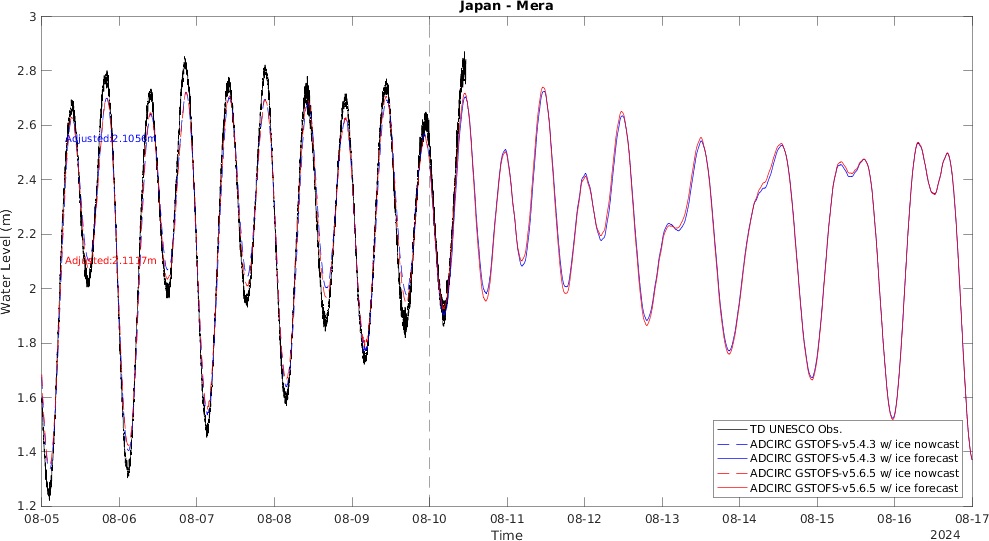 Japan - Mera
3
2.8
2.6
2.4
2.2
2
1.8
1.6
1.4
1.2
Water Level (m)
Adjusted:2.1056m
Adjusted:2.1117m
TD UNESCO Obs.
ADCIRC GSTOFS-v5.4.3 w/ ice nowcast
ADCIRC GSTOFS-v5.4.3 w/ ice forecast
ADCIRC GSTOFS-v5.6.5 w/ ice nowcast
ADCIRC GSTOFS-v5.6.5 w/ ice forecast
08-05 08-06 08-07 08-08 08-09 08-10 08-11 08-12 08-13 08-14 08-15 08-16 08-17
Time
2024